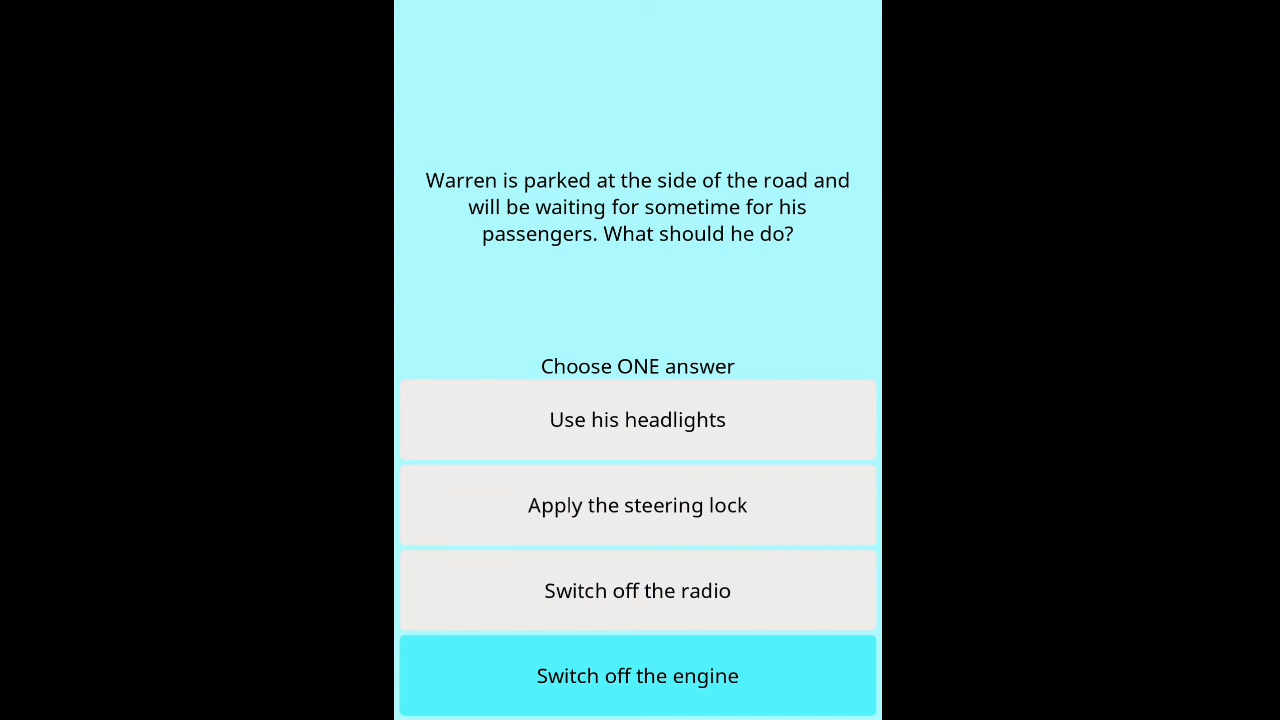 Warren is parked at the side of the road and
will be waiting for sometime for his
passengers. What should he do?
Choose ONE answer
Use his headlights
Apply the steering lock
Switch off the radio
Switch off the engine